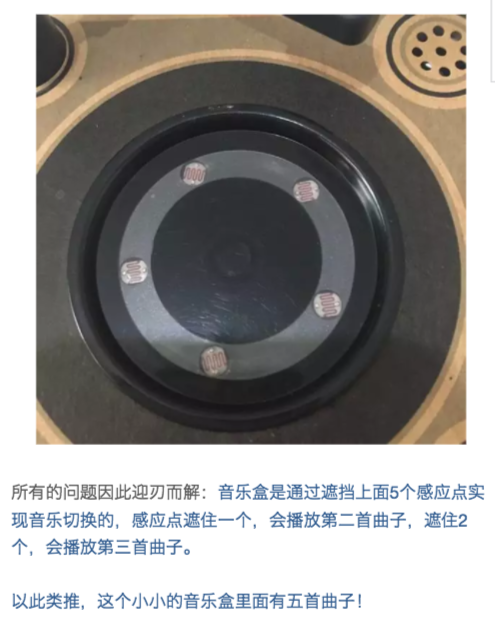 所有的问题因此迎刃而解：音乐盒是通过遮挡上面5个感应点实
现音乐切换的，感应点遮住一个，会播放第二首曲子，遮住2
个，会播放第三首曲子。
以此类推，这个小小的音乐盒里面有五首曲子！